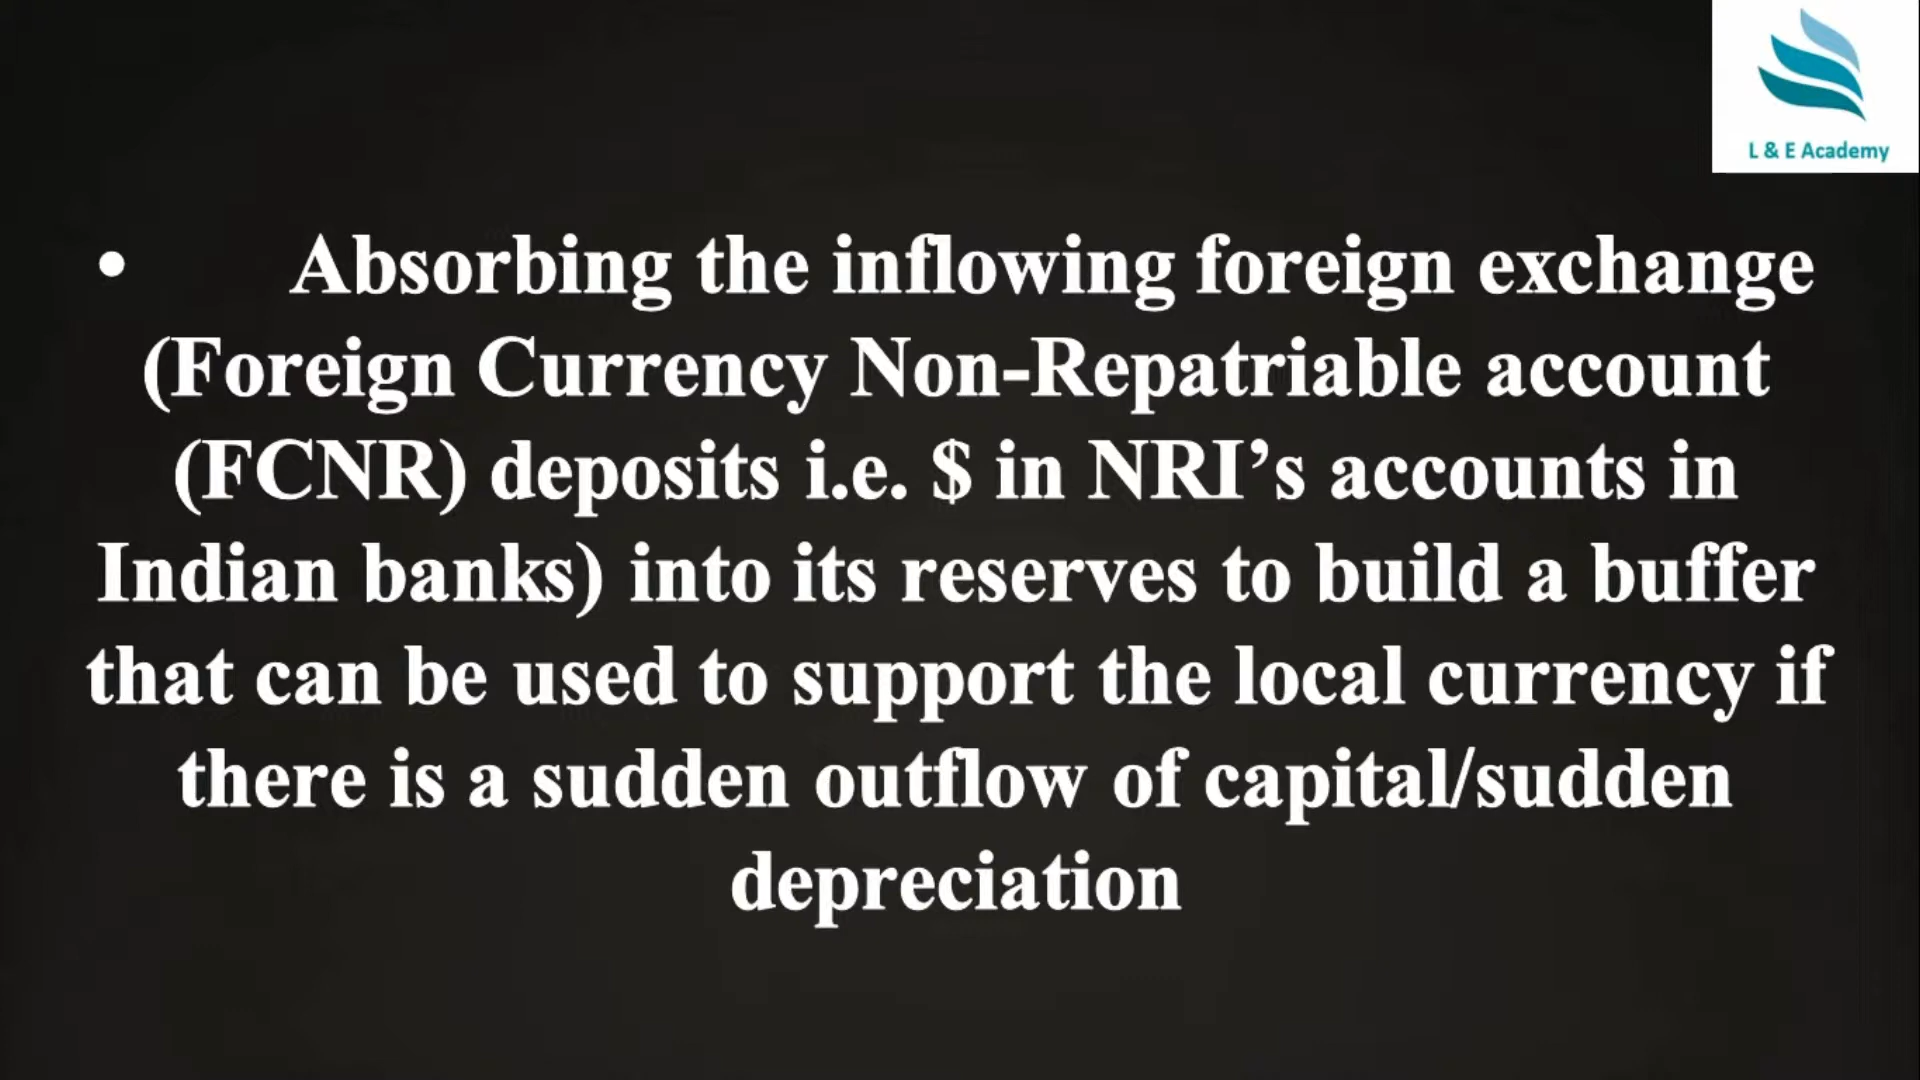 L & E Academy
• Absorbing the inflowing foreign exchange
(Foreign Currency Non-Repatriable account
(FCNR) deposits i.e. $ in NRI’s accounts in
Indian banks) into its reserves to build a buffer
that can be used to support the local currency if
there is a sudden outflow of capital/sudden
depreciation